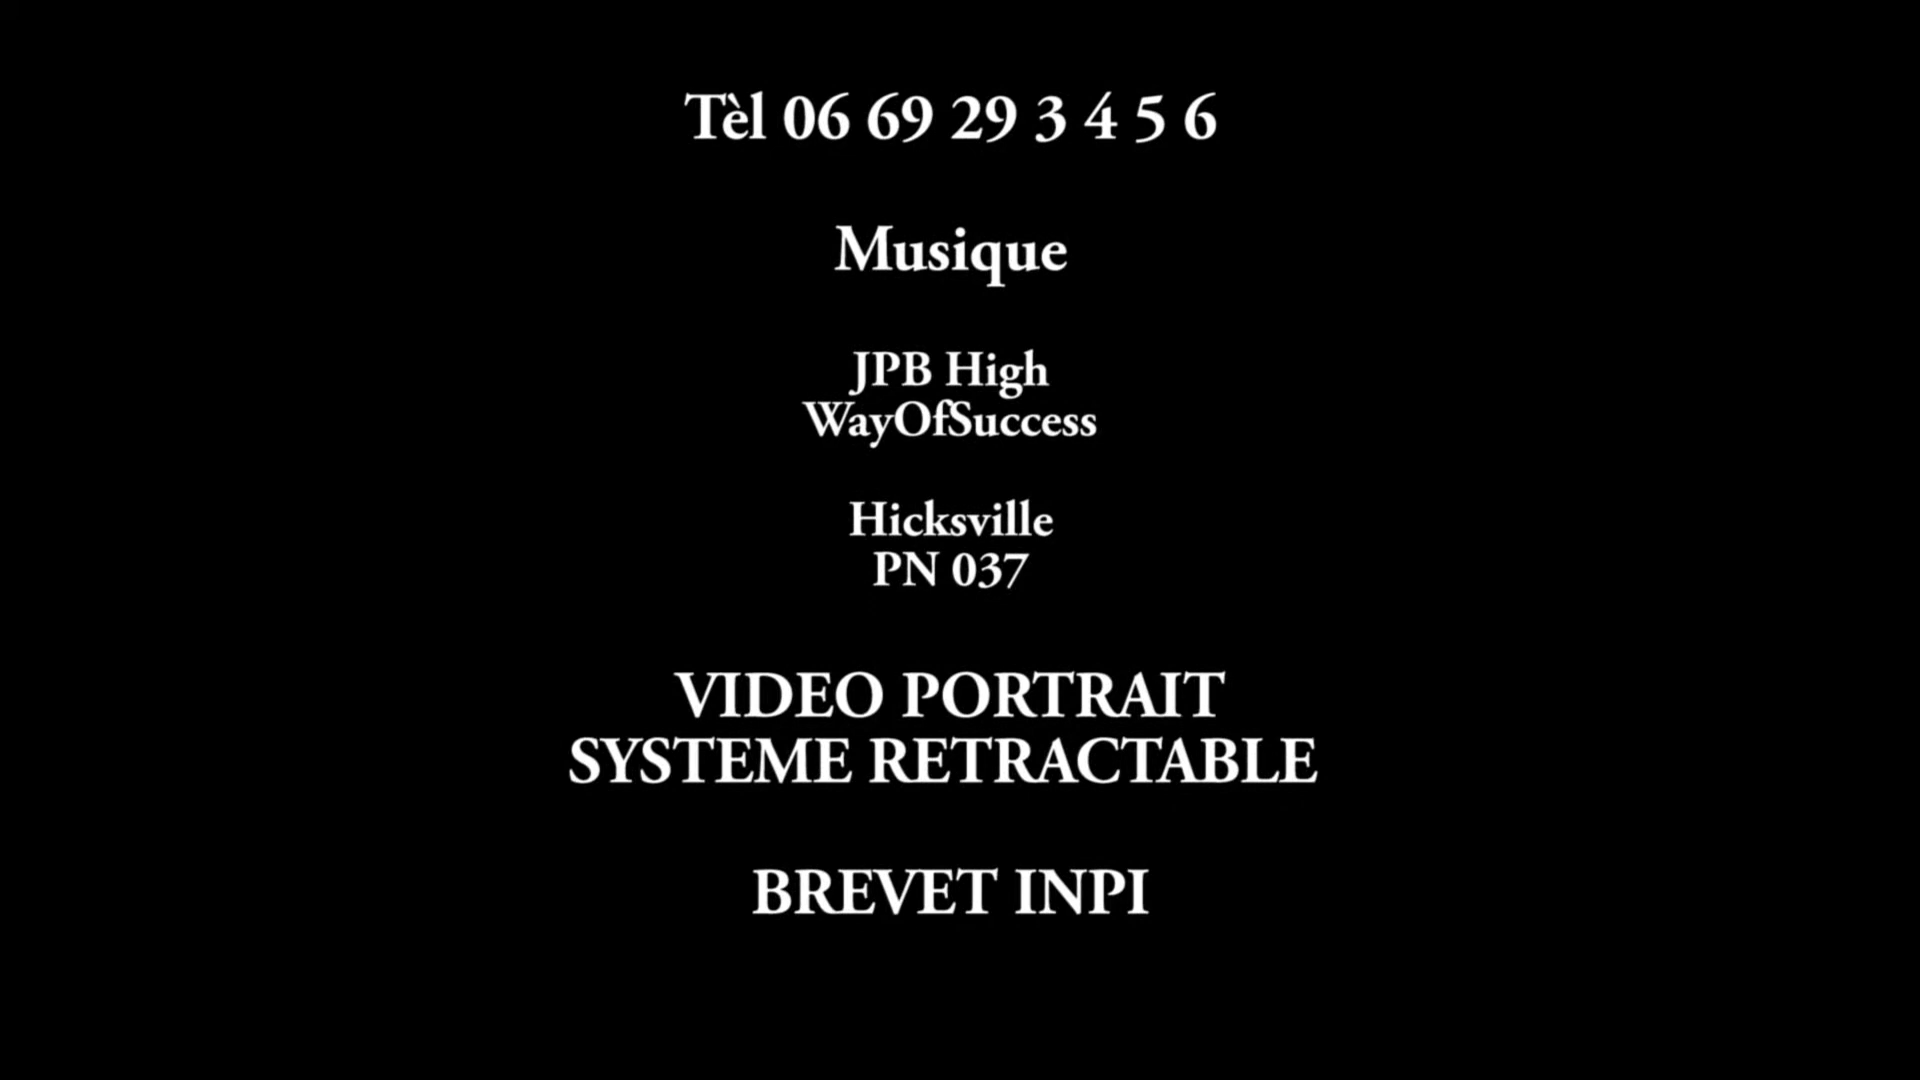 Tèl 06 69 29 3 4 5 6
Musique
JPB High
WayOfSuccess
Hicksville
PN 037
VIDEO PORTRAIT
SYSTEME RETRACTABLE
BREVET INPI